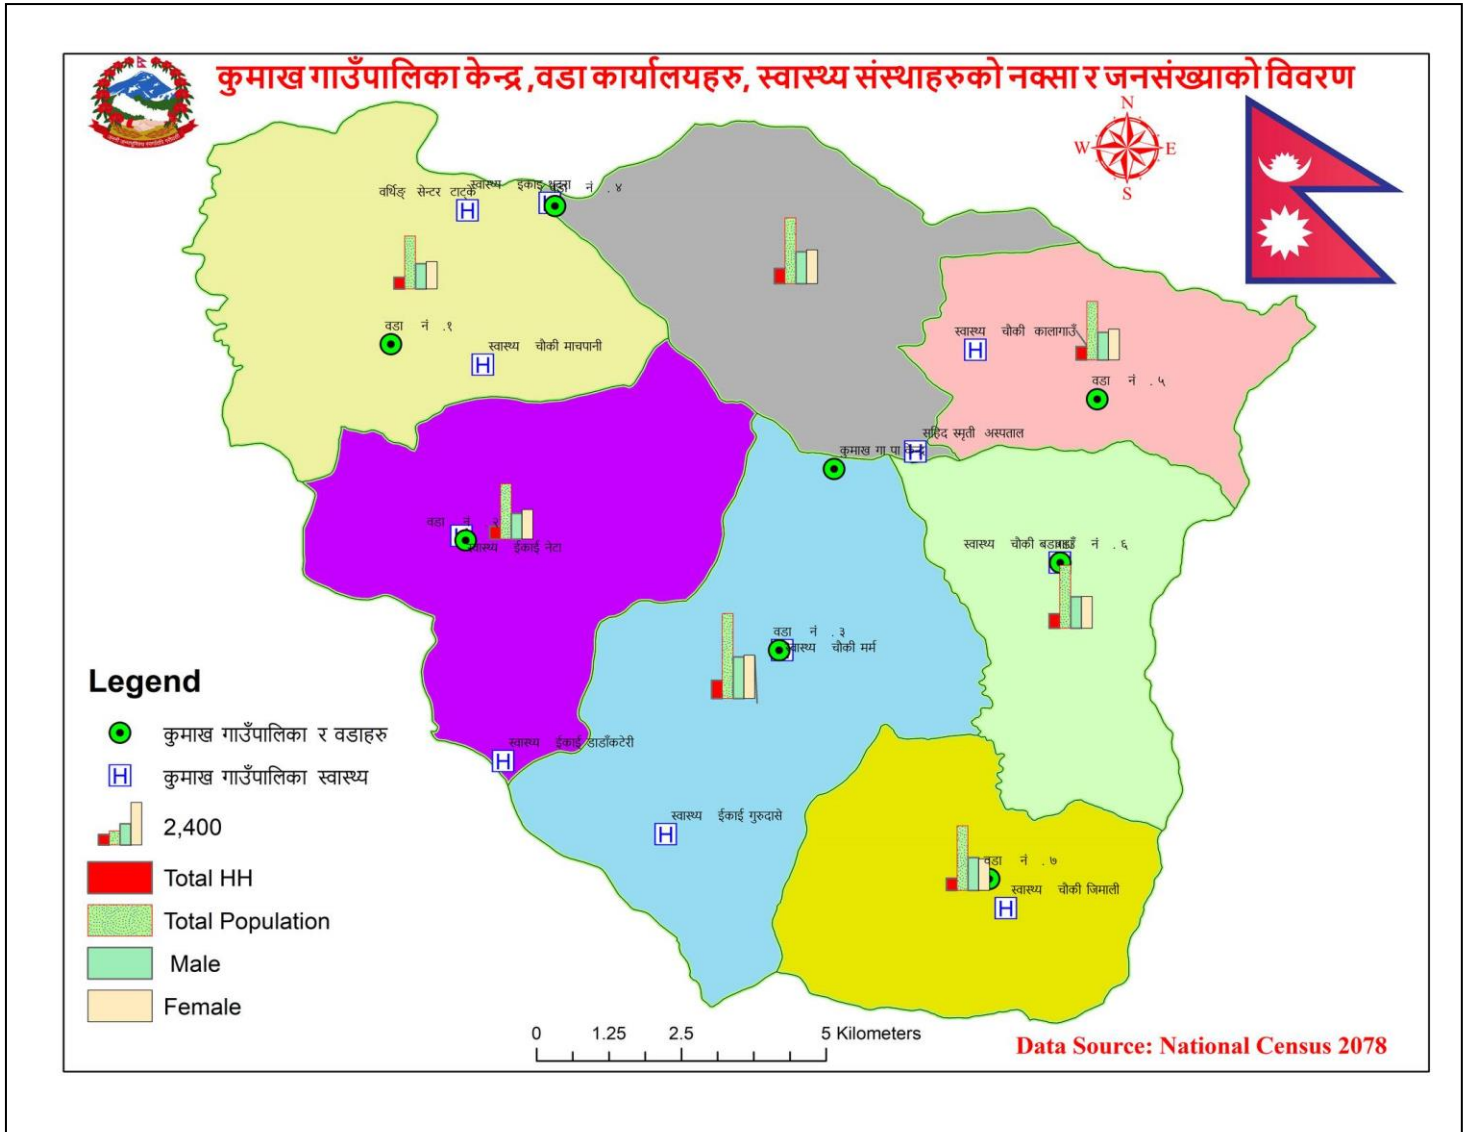 कुमाख गाउँपालिका केन्द्र ,वडा कार्यालयहरु, स्वास्थ्य संस्थाहरुको नक्सा र जनसंख्याको विवरण
N
W E
S
वर्थिङ् सेन्टर टाट्के
स्वास्थ्य इकाइ
नं .४
वडा नं .१
स्वास्थ्य चौकी माचपानी
स्वास्थ्य चौकी कालागाउँ
वडा नं .५
सहिद स्मृती अस्पताल
कुमाख गा पा केन्द्र
वडा नं .२
स्वास्थ्य ईकाई नेटा
स्वास्थ्य चौकी बडागाउँ नं .६
वडा नं .३
स्वास्थ्य चौकी मर्म
स्वास्थ्य ईकाई डाडाँकटेरी
स्वास्थ्य ईकाई गुरुदासे
वडा नं .७
स्वास्थ्य चौकी जिमाली
Legend
कुमाख गाउँपालिका र वडाहरु
H कुमाख गाउँपालिका स्वास्थ्य
2,400
Total HH
Total Population
Male
Female
0 1.25 2.5 5 Kilometers
Data Source: National Census 2078